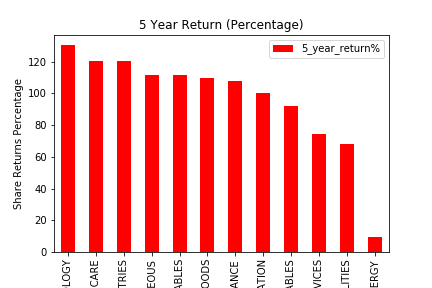 5 Year Return (Percentage)
5_year_return%
Share Returns Percentage
120
100
80
60
40
20
0
OLOGY
CARE
TRIES
EOUS
ABLES
OODS
ANCE
ATION
ABLES
VICES
LITIES
ERGY